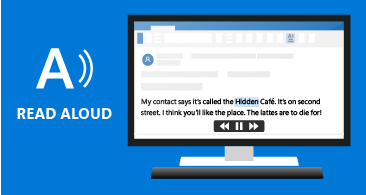 A
READ ALOUD
A
My contact says it's called the Hidden Café. It's on second
street. I think you'll like the place. The lattes are to die for!